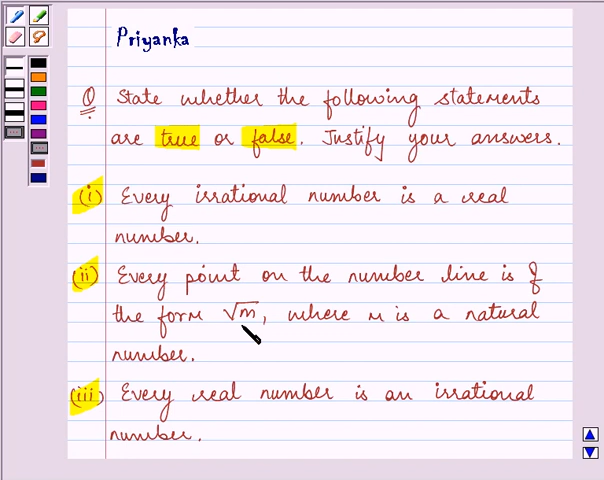 Priyanka
Q State whether the following statements
are true or false. Justify your answers.
(i) Every irrational number is a real
number.
(ii) Every point on the number line is of
the form √m, where m is a natural
number.
(iii) Every real number is an irrational
number.